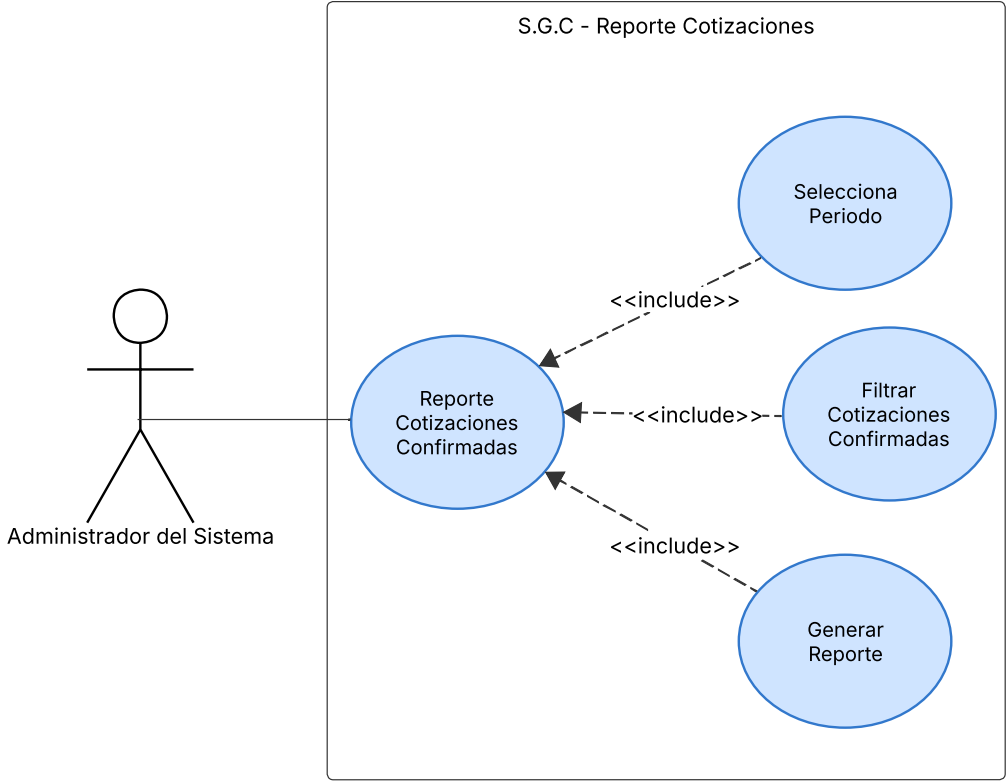 S.G.C - Reporte Cotizaciones
Selecciona
Periodo
<<include>>
Filtrar
Cotizaciones
Confirmadas
<<include>>
Reporte
Cotizaciones
Confirmadas
Administrador del Sistema
<<include>>
Generar
Reporte